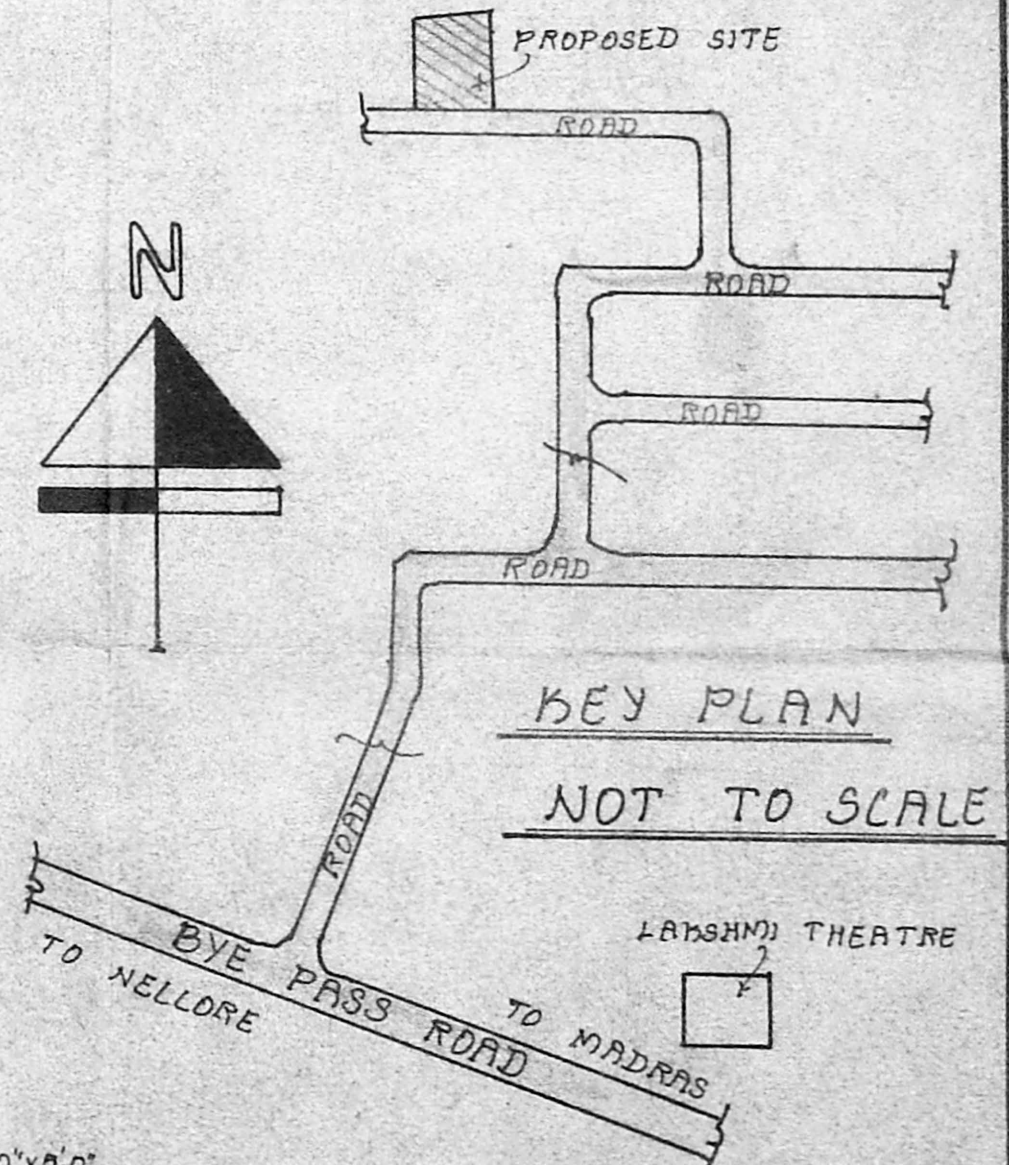 PROPOSED SITE
ROAD
N
ROAD
ROAD
ROAD
KEY PLAN
NOT TO SCALE
ROAD
LAKSHMI THEATRE
BYE PASS ROAD
TO NELLORE
TO MADRAS